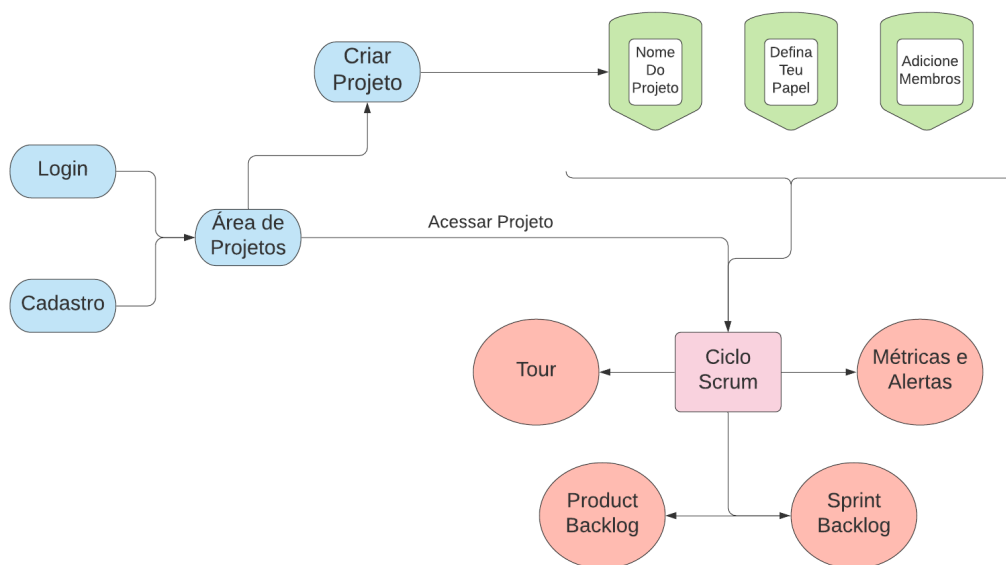 Criar
Projeto
Nome
Do
Projeto
Defina
Teu
Papel
Adicione
Membros
Login
Área de
Projetos
Acessar Projeto
Cadastro
Tour
Ciclo
Scrum
Métricas e
Alertas
Product
Backlog
Sprint
Backlog